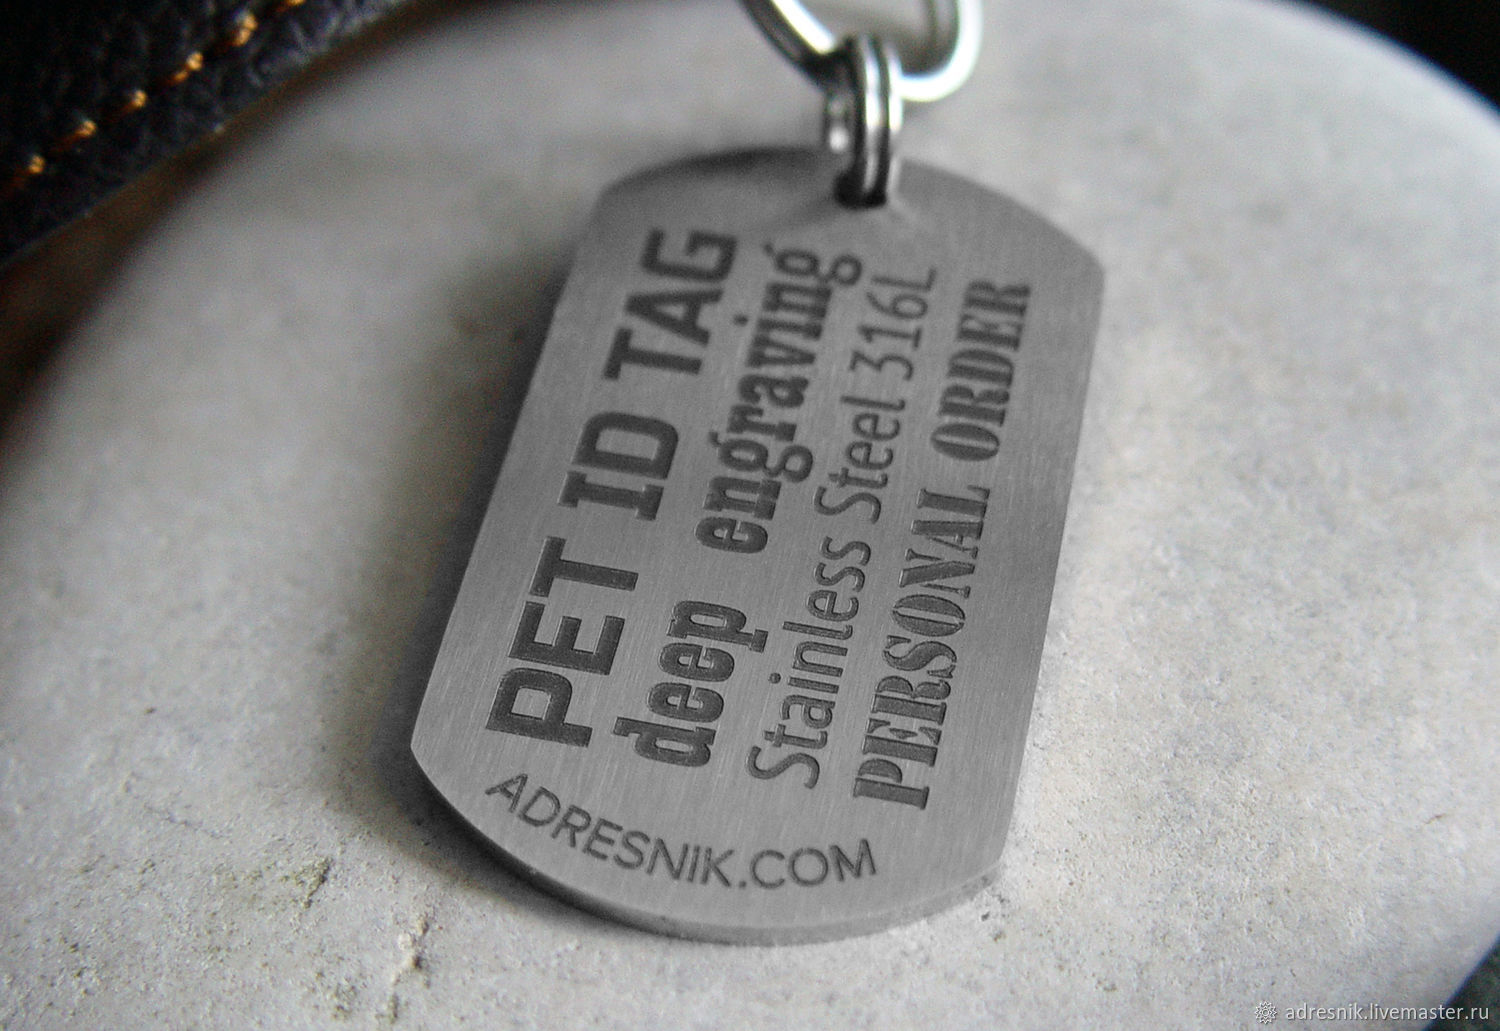 PET ID TAG
deep engraving
Stainless Steel 316L
PERSONAL ORDER
ADRESNiK.COM
adresnik.livemaster.ru